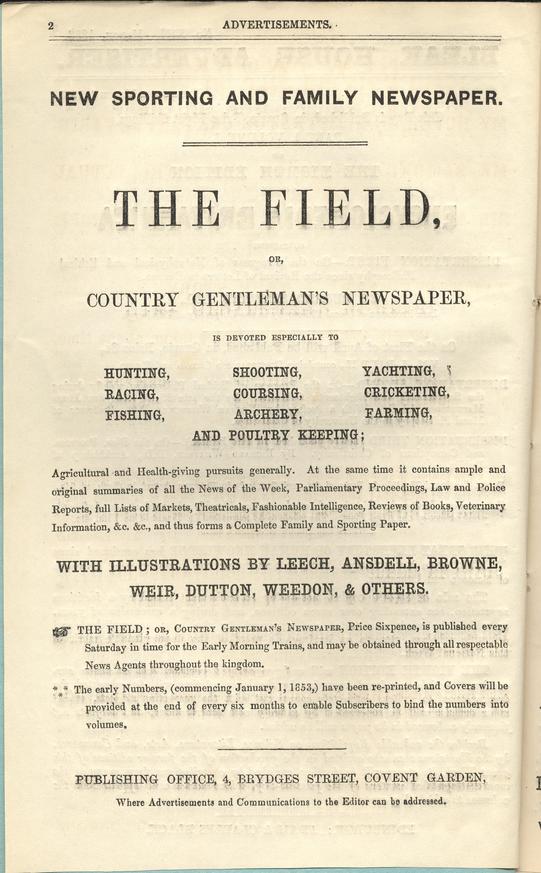 2 ADVERTISEMENTS.
NEW SPORTING AND FAMILY NEWSPAPER.
THE FIELD,
OR,
COUNTRY GENTLEMAN'S NEWSPAPER,
IS DEVOTED ESPECIALLY TO
HUNTING, SHOOTING, YACHTING,
RACING, COURSING, CRICKETING,
FISHING, ARCHERY, FARMING,
AND POULTRY KEEPING;
Agricultural and Health-giving pursuits generally. At the same time it contains ample and
original summaries of all the News of the Week, Parliamentary Proceedings, Law and Police
Reports, full Lists of Markets, Theatricals, Fashionable Intelligence, Reviews of Books, Veterinary
Information, &c. &c., and thus forms a Complete Family and Sporting Paper.
WITH ILLUSTRATIONS BY LEECH, ANSDELL, BROWNE,
WEIR, DUTTON, WEEDON, & OTHERS.
☞ THE FIELD; OR, COUNTRY GENTLEMAN'S NEWSPAPER, Price Sixpence, is published every
Saturday in time for the Early Morning Trains, and may be obtained through all respectable
News Agents throughout the kingdom.
*** The early Numbers, (commencing January 1, 1853,) have been re-printed, and Covers will be
provided at the end of every six months to enable Subscribers to bind the numbers into
volumes.
PUBLISHING OFFICE, 4, BRYDGES STREET, COVENT GARDEN,
Where Advertisements and Communications to the Editor can be addressed.